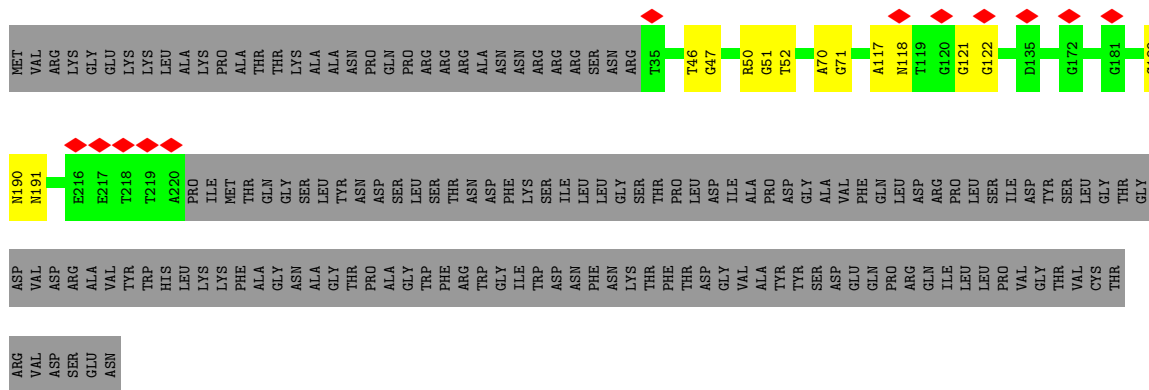 MET VAL ARG LYS GLY GLU LYS LYS LEU ALA LYS PRO ALA THR THR LYS ALA ALA ASN PRO GLN PRO ARG ARG ARG ALA ASN ASN ARG ARG ARG SER ASN ARG T35 T46 G47 R50 G51 T52 A70 G71 A117 N118 T119 G120 G121 G122 D135 G172 G181
N190 N191 E216 E217 T218 T219 A220 PRO ILE MET THR GLN GLY SER LEU TYR ASN ASP SER LEU SER THR ASN ASP PHE LYS SER ILE LEU LEU GLY SER THR PRO LEU ASP ILE ALA PRO ASP GLY ALA VAL PHE GLN LEU ASP ARG PRO LEU SER ILE ASP TYR SER LEU GLY THR GLY
ASP VAL ASP ARG ALA VAL TYR TRP HIS LEU LYS LYS PHE ALA GLY ASN ALA GLY THR PRO ALA GLY TRP PHE ARG TRP GLY ILE TRP ASP ASN PHE ASN LYS THR PHE THR ASP GLY VAL ALA TYR TYR SER ASP GLU GLN PRO ARG GLN ILE LEU LEU PRO VAL GLY THR VAL CYS THR
ARG VAL ASP SER GLU ASN